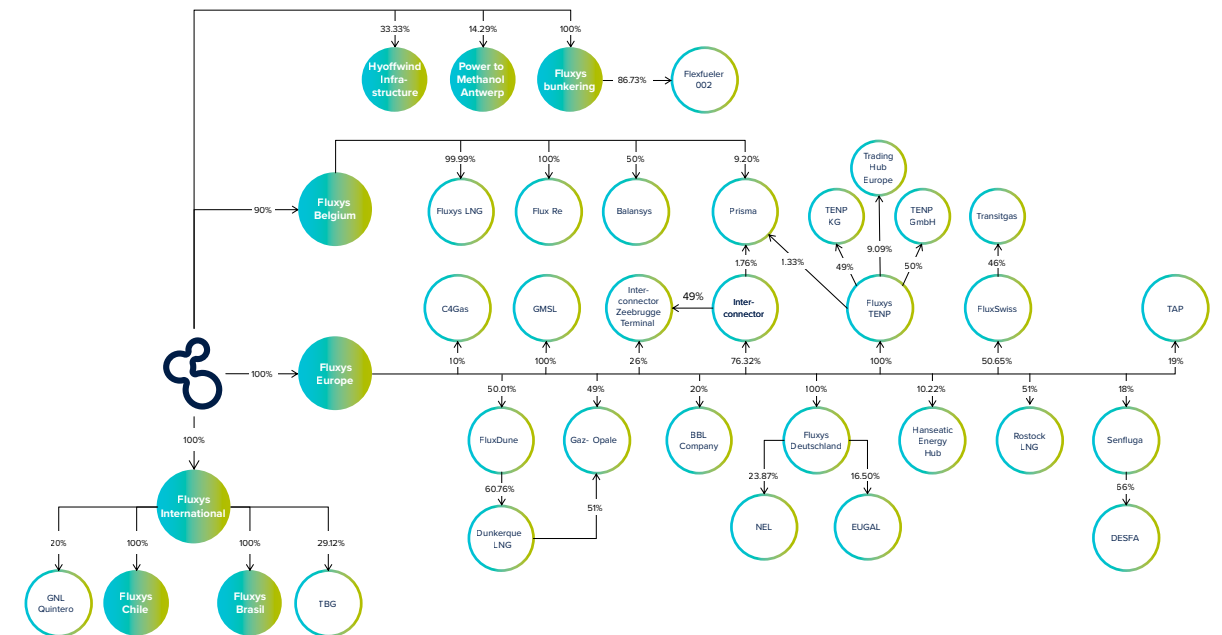 33.33%
14.29%
100%
Hyoffwind
Infra-
structure
Power to
Methanol
Antwerp
Fluxys
bunkering
86.73%
Flexfueler
002
99.99%
100%
50%
9.20%
90%
Fluxys
Belgium
Fluxys LNG
Flux Re
Balansys
Prisma
Trading
Hub
Europe
TENP
KG
TENP
GmbH
Transitgas
1.76%
1.33%
49%
9.09%
50%
46%
C4Gas
GMSL
Inter-
connector
Zeebrugge
Terminal
49%
Inter-
connector
Fluxys
TENP
FluxSwiss
TAP
10%
100%
26%
76.32%
100%
50.65%
19%
100%
Fluxys
Europe
50.01%
49%
20%
100%
10.22%
51%
18%
FluxDune
Gaz- Opale
BBL
Company
Fluxys
Deutschland
Hanseatic
Energy
Hub
Rostock
LNG
Senfluga
60.76%
51%
23.87%
16.50%
66%
Dunkerque
LNG
NEL
EUGAL
DESFA
100%
Fluxys
International
20%
100%
100%
29.12%
GNL
Quintero
Fluxys
Chile
Fluxys
Brasil
TBG